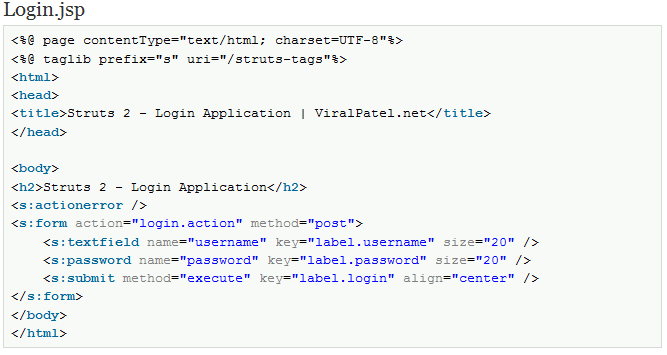 Login.jsp
<%@ page contentType="text/html; charset=UTF-8"%>
<%@ taglib prefix="s" uri="/struts-tags"%>
<html>
<head>
<title>Struts 2 - Login Application | ViralPatel.net</title>
</head>
<body>
<h2>Struts 2 - Login Application</h2>
<s:actionerror />
<s:form action="login.action" method="post">
    <s:textfield name="username" key="label.username" size="20" />
    <s:password name="password" key="label.password" size="20" />
    <s:submit method="execute" key="label.login" align="center" />
</s:form>
</body>
</html>